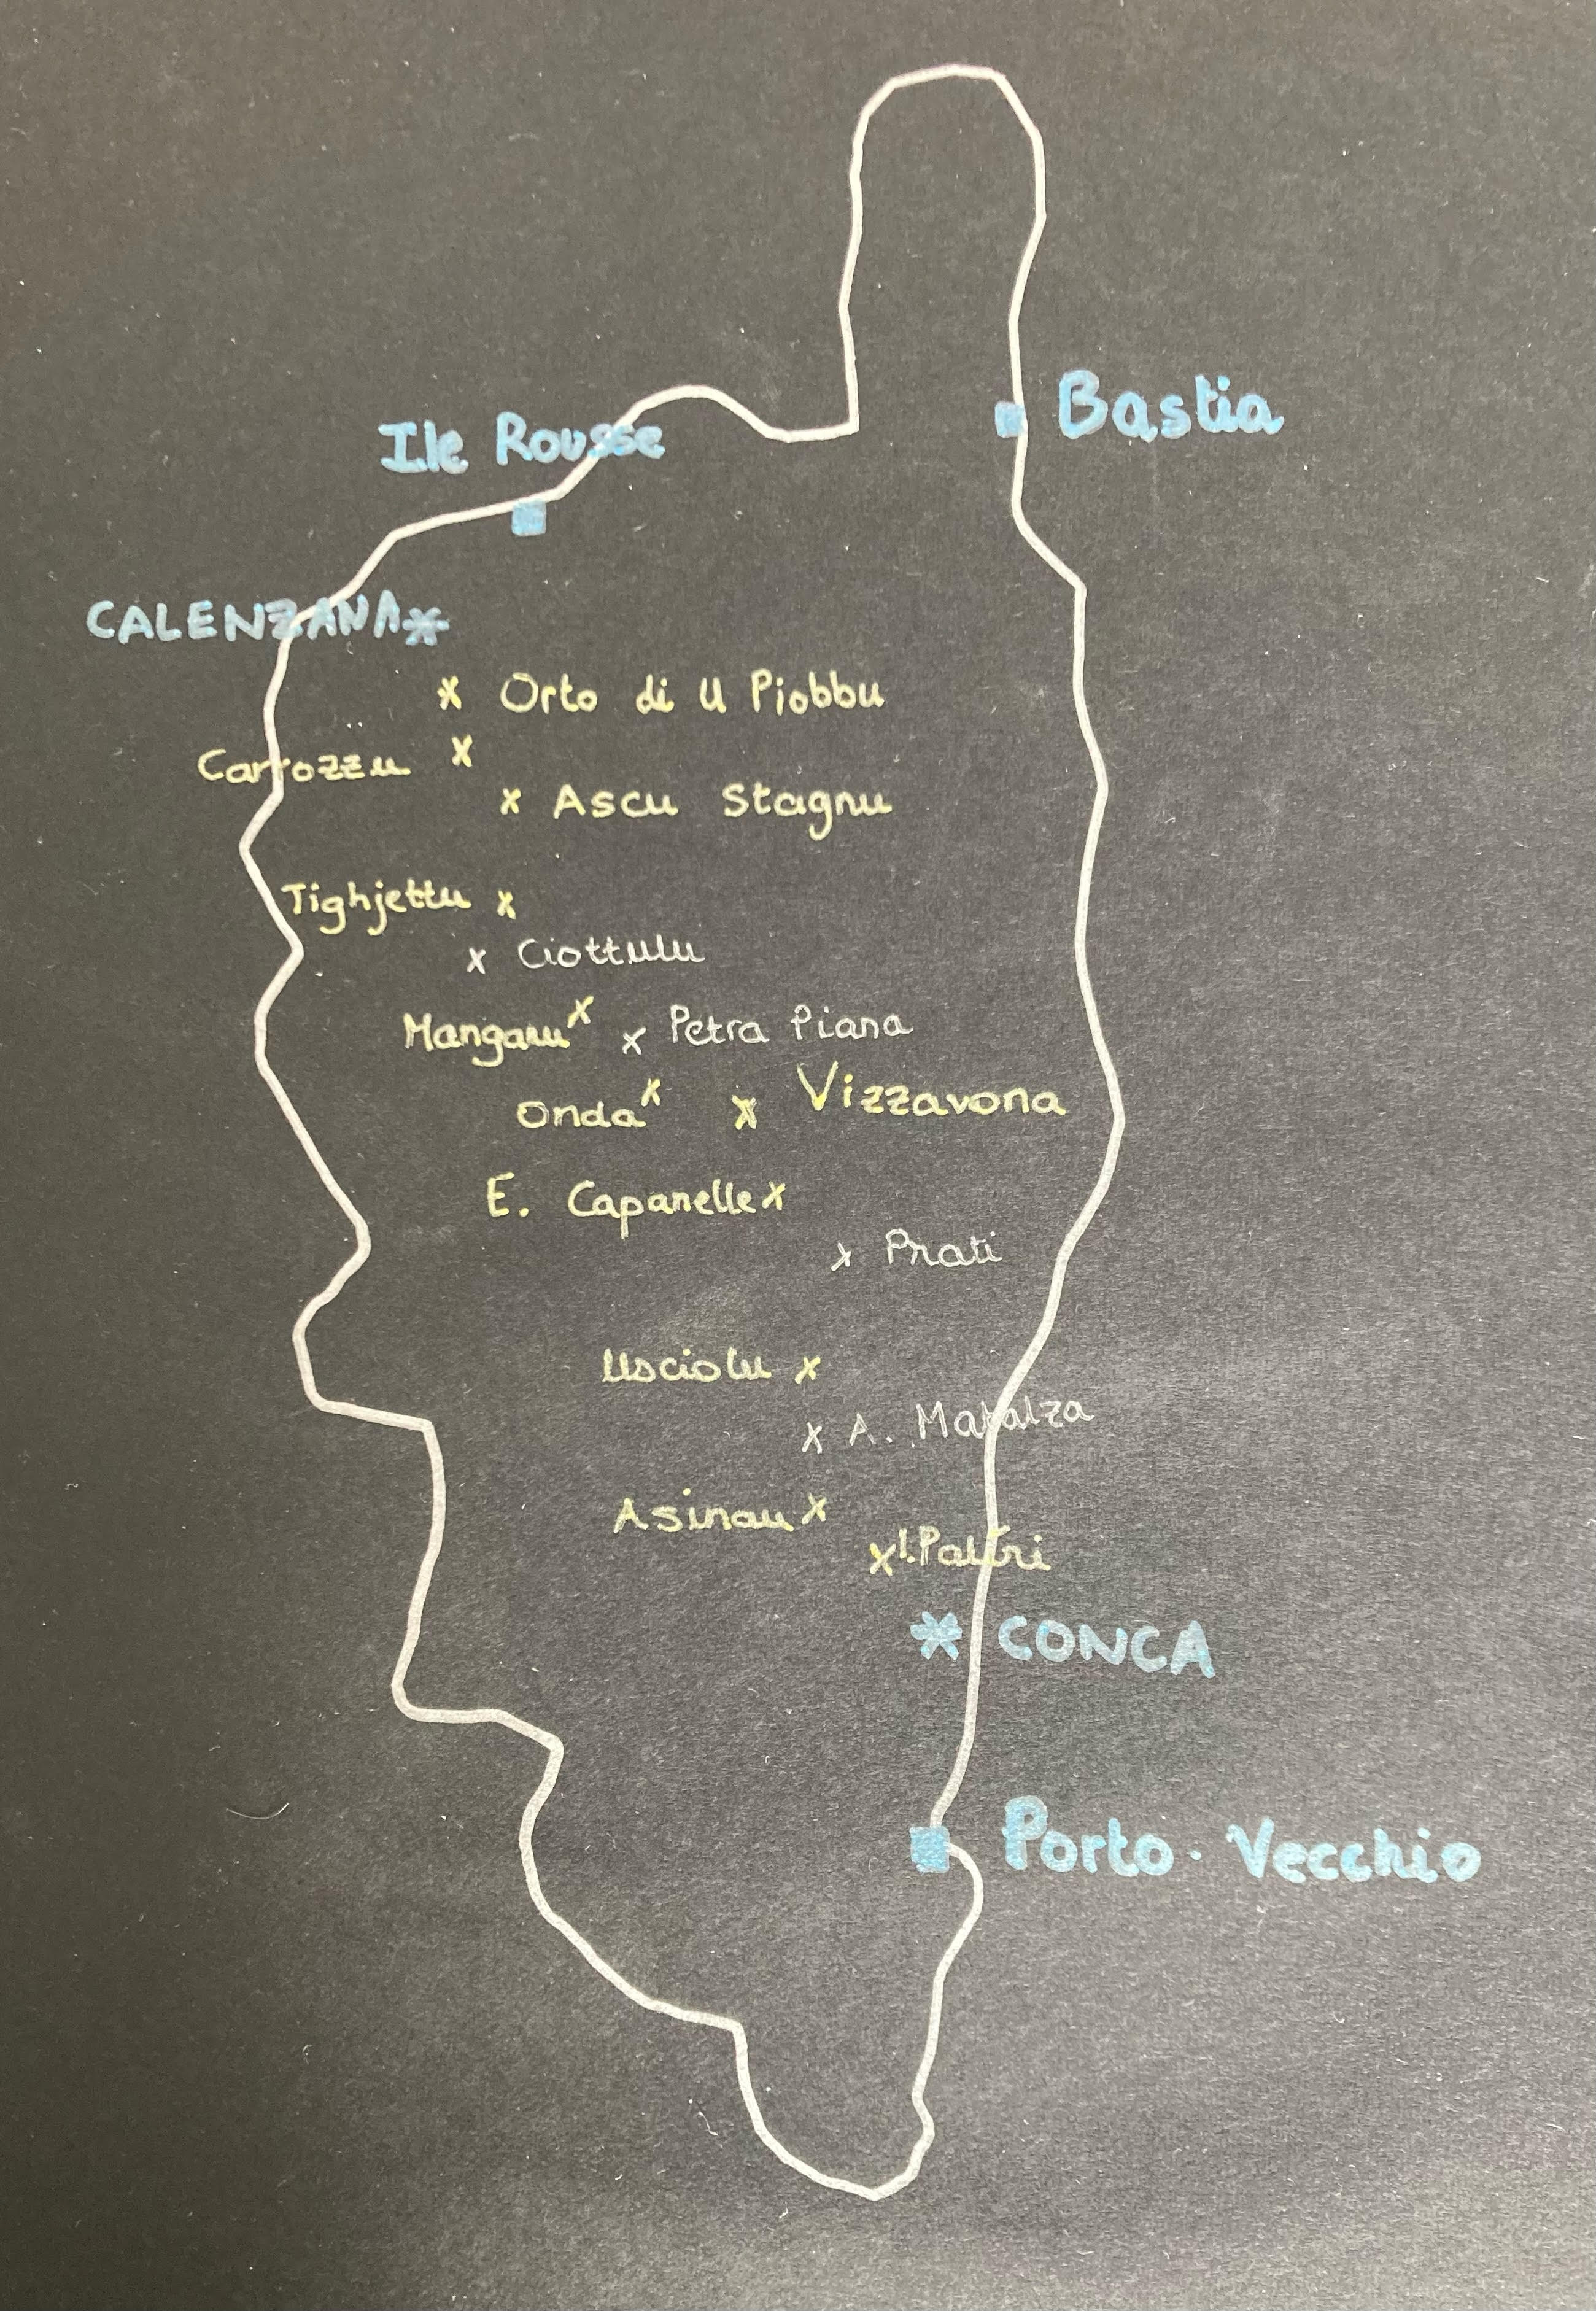 Bastia
Ile Rousse
CALENZANA
Orto di U Piobbu
Carrozzu
Ascu Stagnu
Tighjettu
Ciottulu
Manganu
Petra Piana
Onda
Vizzavona
E. Capanelle
Prati
Usciolu
A. Matalza
Asinau
I.Paliri
CONCA
Porto-Vecchio